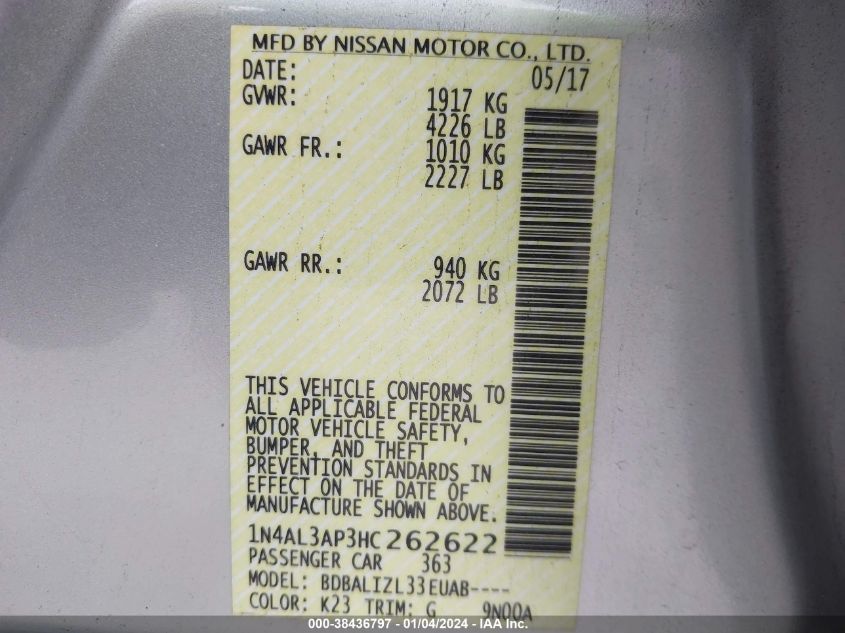 MFD BY NISSAN MOTOR CO., LTD.
DATE: 05/17
GVWR: 1917 KG
4226 LB
GAWR FR.: 1010 KG
2227 LB
GAWR RR.: 940 KG
2072 LB
THIS VEHICLE CONFORMS TO
ALL APPLICABLE FEDERAL
MOTOR VEHICLE SAFETY,
BUMPER, AND THEFT
PREVENTION STANDARDS IN
EFFECT ON THE DATE OF
MANUFACTURE SHOWN ABOVE.
1N4AL3AP3HC262622
PASSENGER CAR 363
MODEL: BDBALIZL33EUAB----
COLOR: K23 TRIM: G 9N00A
000-38436797 - 01/04/2024 - IAA Inc.